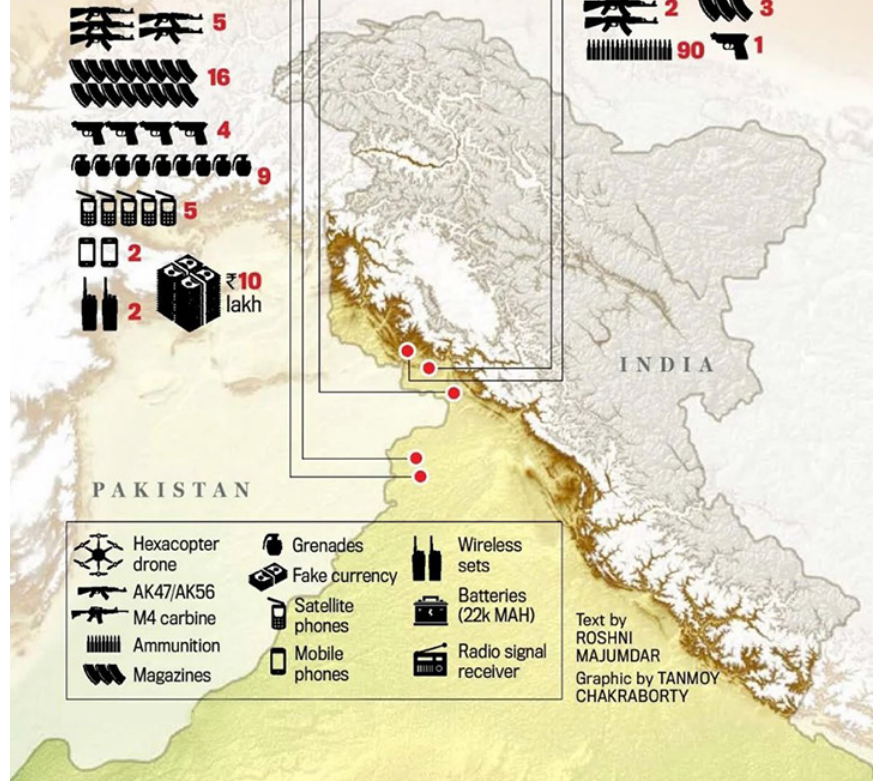 5
16
4
9
5
2
2
₹10
lakh
2
3
90
1
INDIA
PAKISTAN
Hexacopter
drone
AK47/AK56
M4 carbine
Ammunition
Magazines
Grenades
Fake currency
Satellite
phones
Mobile
phones
Wireless
sets
Batteries
(22k MAH)
Radio signal
receiver
Text by
ROSHNI
MAJUMDAR
Graphic by TANMOY
CHAKRABORTY